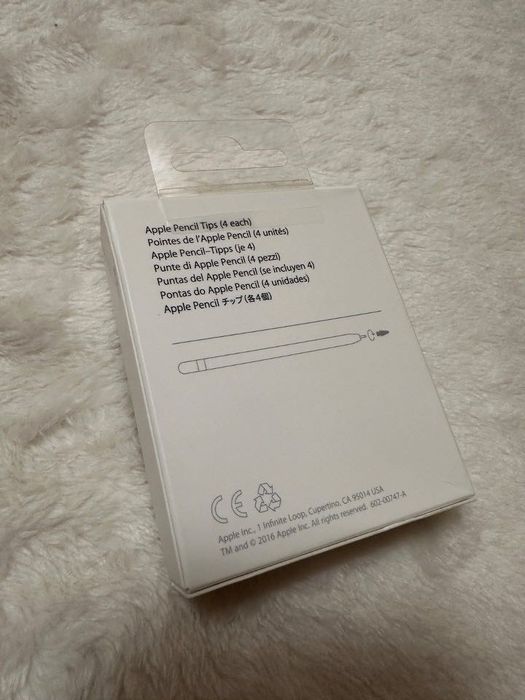 Apple Pencil Tips (4 each)
Pointes de l'Apple Pencil (4 unités)
Apple Pencil-Tipps (je 4)
Punte di Apple Pencil (4 pezzi)
Puntas del Apple Pencil (se incluyen 4)
Pontas do Apple Pencil (4 unidades)
Apple Pencil チップ (各4個)
CE
Apple Inc., 1 Infinite Loop, Cupertino, CA 95014 USA
TM and © 2016 Apple Inc. All rights reserved. 602-00747-A